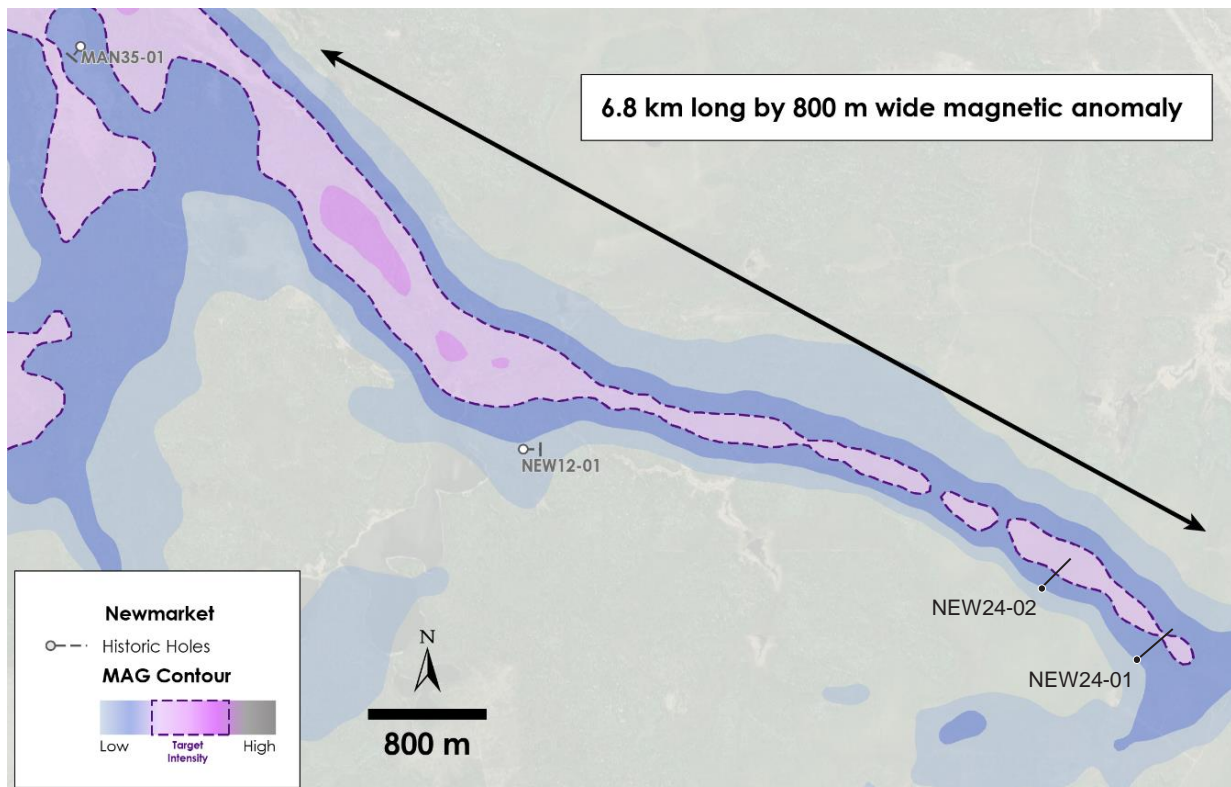 MAN35-01
6.8 km long by 800 m wide magnetic anomaly
NEW12-01
NEW24-02
NEW24-01
Newmarket
Historic Holes
MAG Contour
Low
Target
Intensity
High
N
800 m